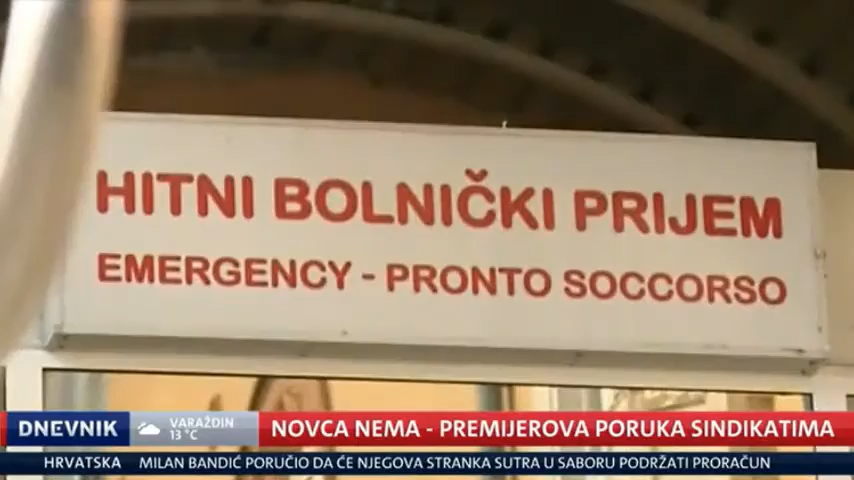 HITNI BOLNIČKI PRIJEM
EMERGENCY - PRONTO SOCCORSO
DNEVNIK VARAŽDIN 13 °C NOVCA NEMA - PREMIJEROVA PORUKA SINDIKATIMA
HRVATSKA MILAN BANDIĆ PORUČIO DA ĆE NJEGOVA STRANKA SUTRA U SABORU PODRŽATI PRORAČUN